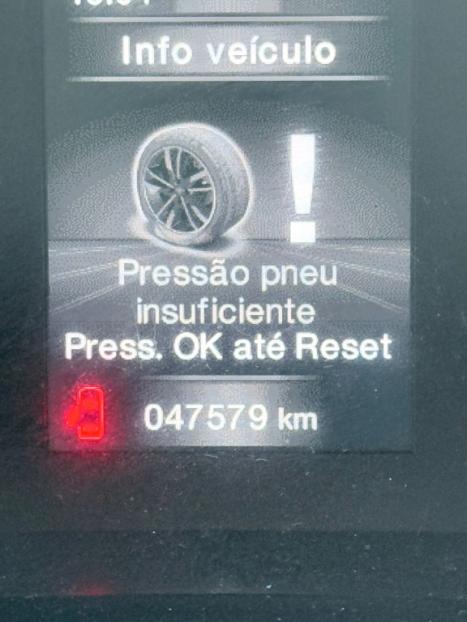 Info veículo
Pressão pneu
insuficiente
Press. OK até Reset
047579 km